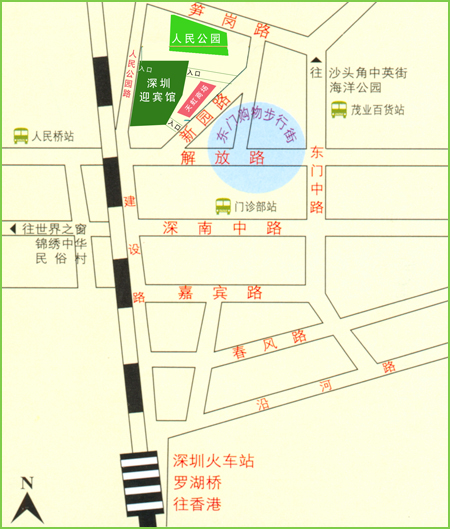 笋岗路
人民公园
人民公园路
入口
入口
深圳
迎宾馆
天虹商场
入口
新园路
往 沙头角中英街
海洋公园
茂业百货站
人民桥站
东门购物步行街
解放路
东门中路
门诊部站
建设路
深南中路
往世界之窗
锦绣中华
民俗村
嘉宾路
春风路
沿河路
深圳火车站
罗湖桥
往香港
N